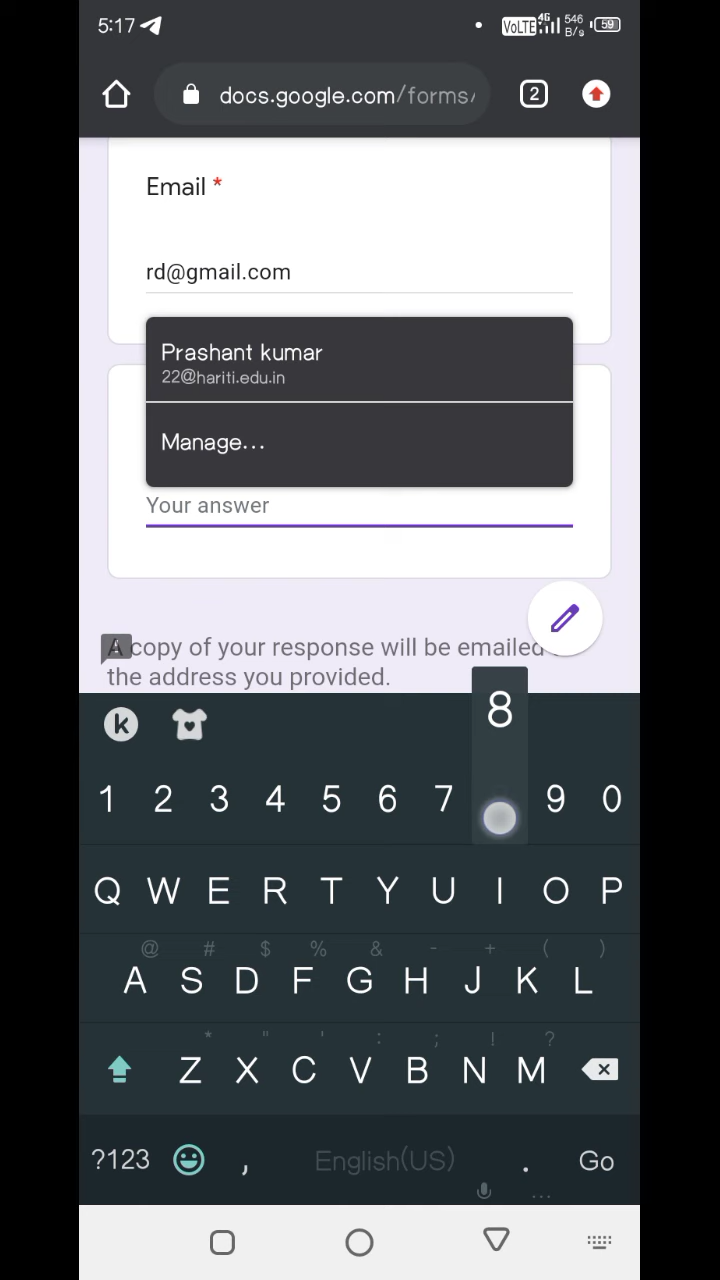 5:17
VoLTE 4G 546 B/s 59
docs.google.com/forms/
2
Email *
rd@gmail.com
Prashant kumar
22@hariti.edu.in
Manage...
Your answer
A copy of your response will be emailed
the address you provided.
8
1 2 3 4 5 6 7 9 0
Q W E R T Y U I O P
@ # $ % & - + ( )
A S D F G H J K L
* " ' : ; ! ?
Z X C V B N M
?123 , English(US) . Go